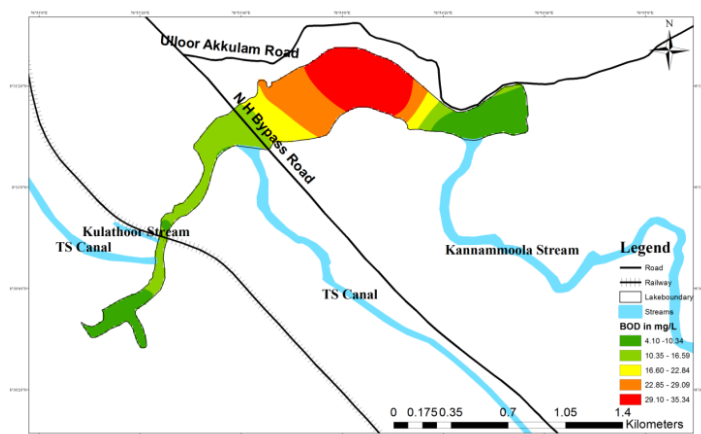 N
Ulloor Akkulam Road
N H Bypass Road
Kulathoor Stream
TS Canal
Kannammoola Stream
TS Canal
Legend
Road
Railway
Lakeboundary
Streams
BOD in mg/L
4.10 -10.34
10.35 - 16.59
16.60 - 22.84
22.85 - 29.09
29.10 - 35.34
0 0.175 0.35 0.7 1.05 1.4
Kilometers